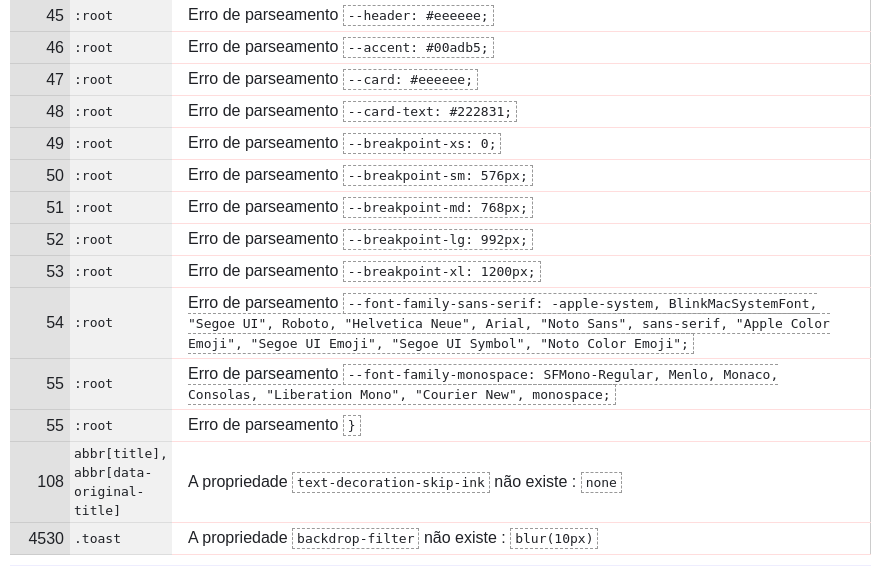 45 :root Erro de parseamento --header: #eeeeee;
46 :root Erro de parseamento --accent: #00adb5;
47 :root Erro de parseamento --card: #eeeeee;
48 :root Erro de parseamento --card-text: #222831;
49 :root Erro de parseamento --breakpoint-xs: 0;
50 :root Erro de parseamento --breakpoint-sm: 576px;
51 :root Erro de parseamento --breakpoint-md: 768px;
52 :root Erro de parseamento --breakpoint-lg: 992px;
53 :root Erro de parseamento --breakpoint-xl: 1200px;
54 :root Erro de parseamento --font-family-sans-serif: -apple-system, BlinkMacSystemFont,
"Segoe UI", Roboto, "Helvetica Neue", Arial, "Noto Sans", sans-serif, "Apple Color
Emoji", "Segoe UI Emoji", "Segoe UI Symbol", "Noto Color Emoji";
55 :root Erro de parseamento --font-family-monospace: SFMono-Regular, Menlo, Monaco,
Consolas, "Liberation Mono", "Courier New", monospace;
55 :root Erro de parseamento }
108 abbr[title],
abbr[data-
original-
title]
A propriedade text-decoration-skip-ink não existe : none
4530 .toast A propriedade backdrop-filter não existe : blur(10px)